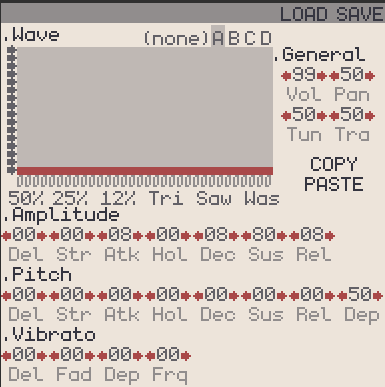 LOAD SAVE
.Wave (none) A B C D
.General
99 50
Vol Pan
50 50
Tun Tra
COPY
PASTE
50% 25% 12% Tri Saw Was
.Amplitude
00 00 08 00 08 80 08
Del Str Atk Hol Dec Sus Rel
.Pitch
00 00 00 00 00 00 00 50
Del Str Atk Hol Dec Sus Rel Dep
.Vibrato
00 00 00 00
Del Fad Dep Frq